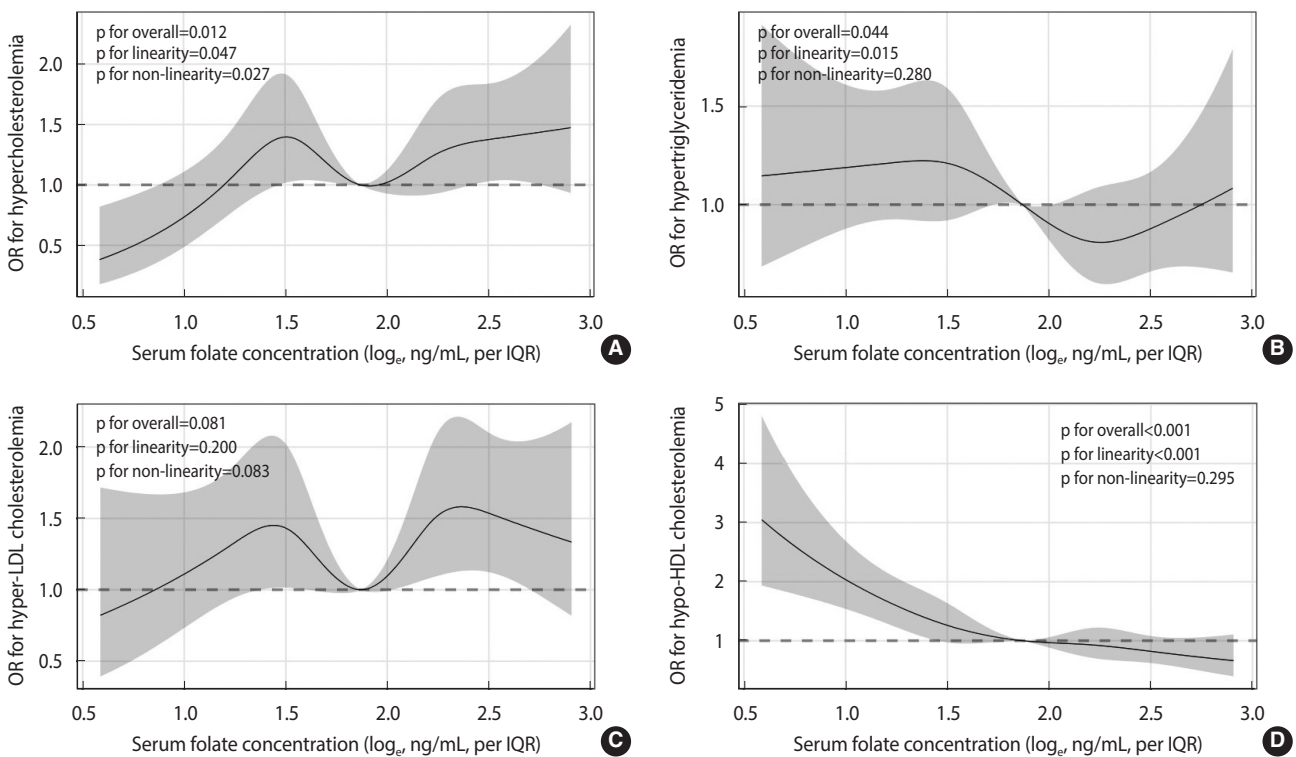 OR for hypercholesterolemia
p for overall=0.012
p for linearity=0.047
p for non-linearity=0.027
2.0
1.5
1.0
0.5
0.5 1.0 1.5 2.0 2.5 3.0
Serum folate concentration (logₑ, ng/mL, per IQR)
A
OR for hypertriglyceridemia
p for overall=0.044
p for linearity=0.015
p for non-linearity=0.280
1.5
1.0
0.5 1.0 1.5 2.0 2.5 3.0
Serum folate concentration (logₑ, ng/mL, per IQR)
B
OR for hyper-LDL cholesterolemia
p for overall=0.081
p for linearity=0.200
p for non-linearity=0.083
2.0
1.5
1.0
0.5
0.5 1.0 1.5 2.0 2.5 3.0
Serum folate concentration (logₑ, ng/mL, per IQR)
C
OR for hypo-HDL cholesterolemia
p for overall<0.001
p for linearity<0.001
p for non-linearity=0.295
5
4
3
2
1
0.5 1.0 1.5 2.0 2.5 3.0
Serum folate concentration (logₑ, ng/mL, per IQR)
D